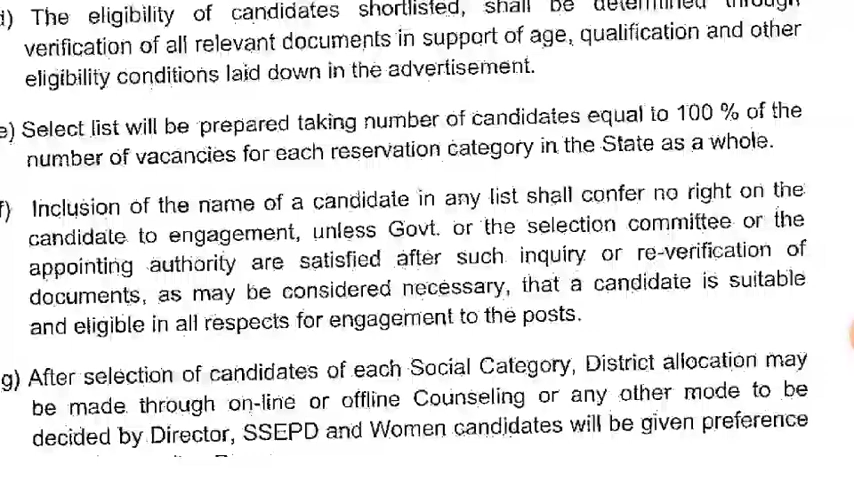 d) The eligibility of candidates shortlisted, shall be determined through
verification of all relevant documents in support of age, qualification and other
eligibility conditions laid down in the advertisement.
e) Select list will be prepared taking number of candidates equal to 100 % of the
number of vacancies for each reservation category in the State as a whole.
f) Inclusion of the name of a candidate in any list shall confer no right on the
candidate to engagement, unless Govt. or the selection committee or the
appointing authority are satisfied after such inquiry or re-verification of
documents, as may be considered necessary, that a candidate is suitable
and eligible in all respects for engagement to the posts.
g) After selection of candidates of each Social Category, District allocation may
be made through on-line or offline Counseling or any other mode to be
decided by Director, SSEPD and Women candidates will be given preference